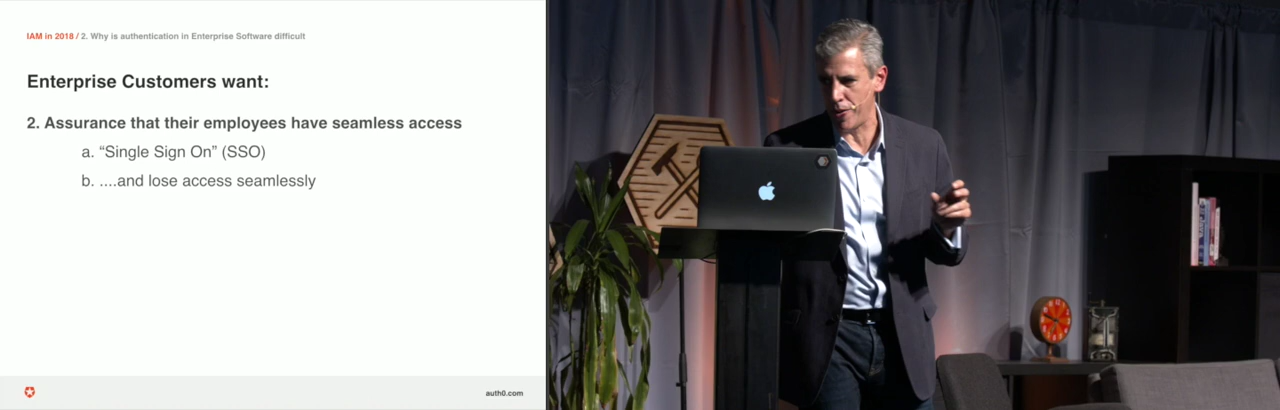 IAM in 2018 / 2. Why is authentication in Enterprise Software difficult
Enterprise Customers want:
2. Assurance that their employees have seamless access
a. “Single Sign On” (SSO)
b. ....and lose access seamlessly
auth0.com